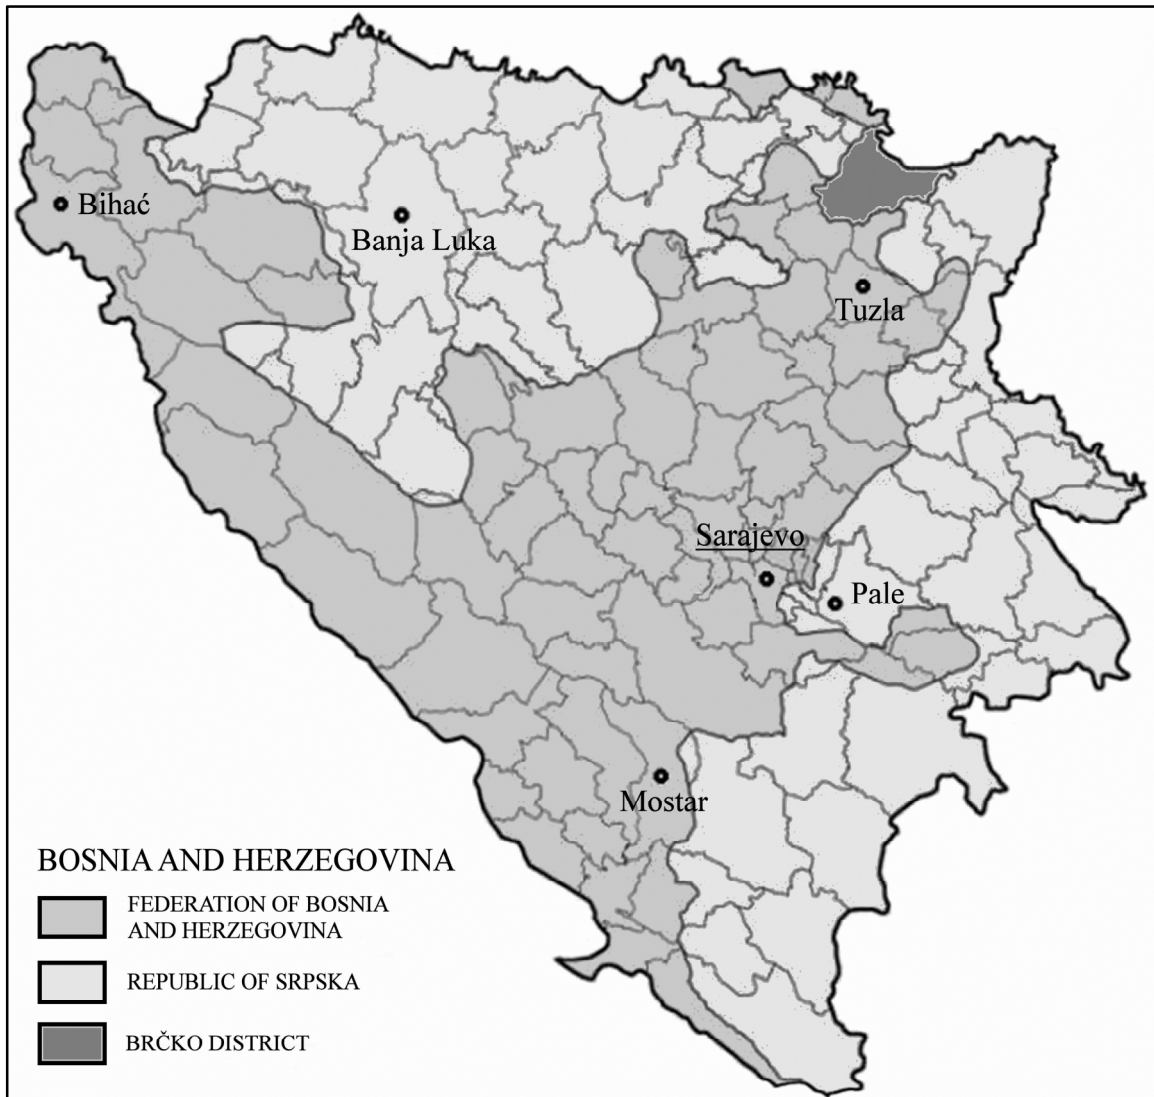 Bihać
Banja Luka
Tuzla
Sarajevo
Pale
Mostar
BOSNIA AND HERZEGOVINA
FEDERATION OF BOSNIA
AND HERZEGOVINA
REPUBLIC OF SRPSKA
BRČKO DISTRICT